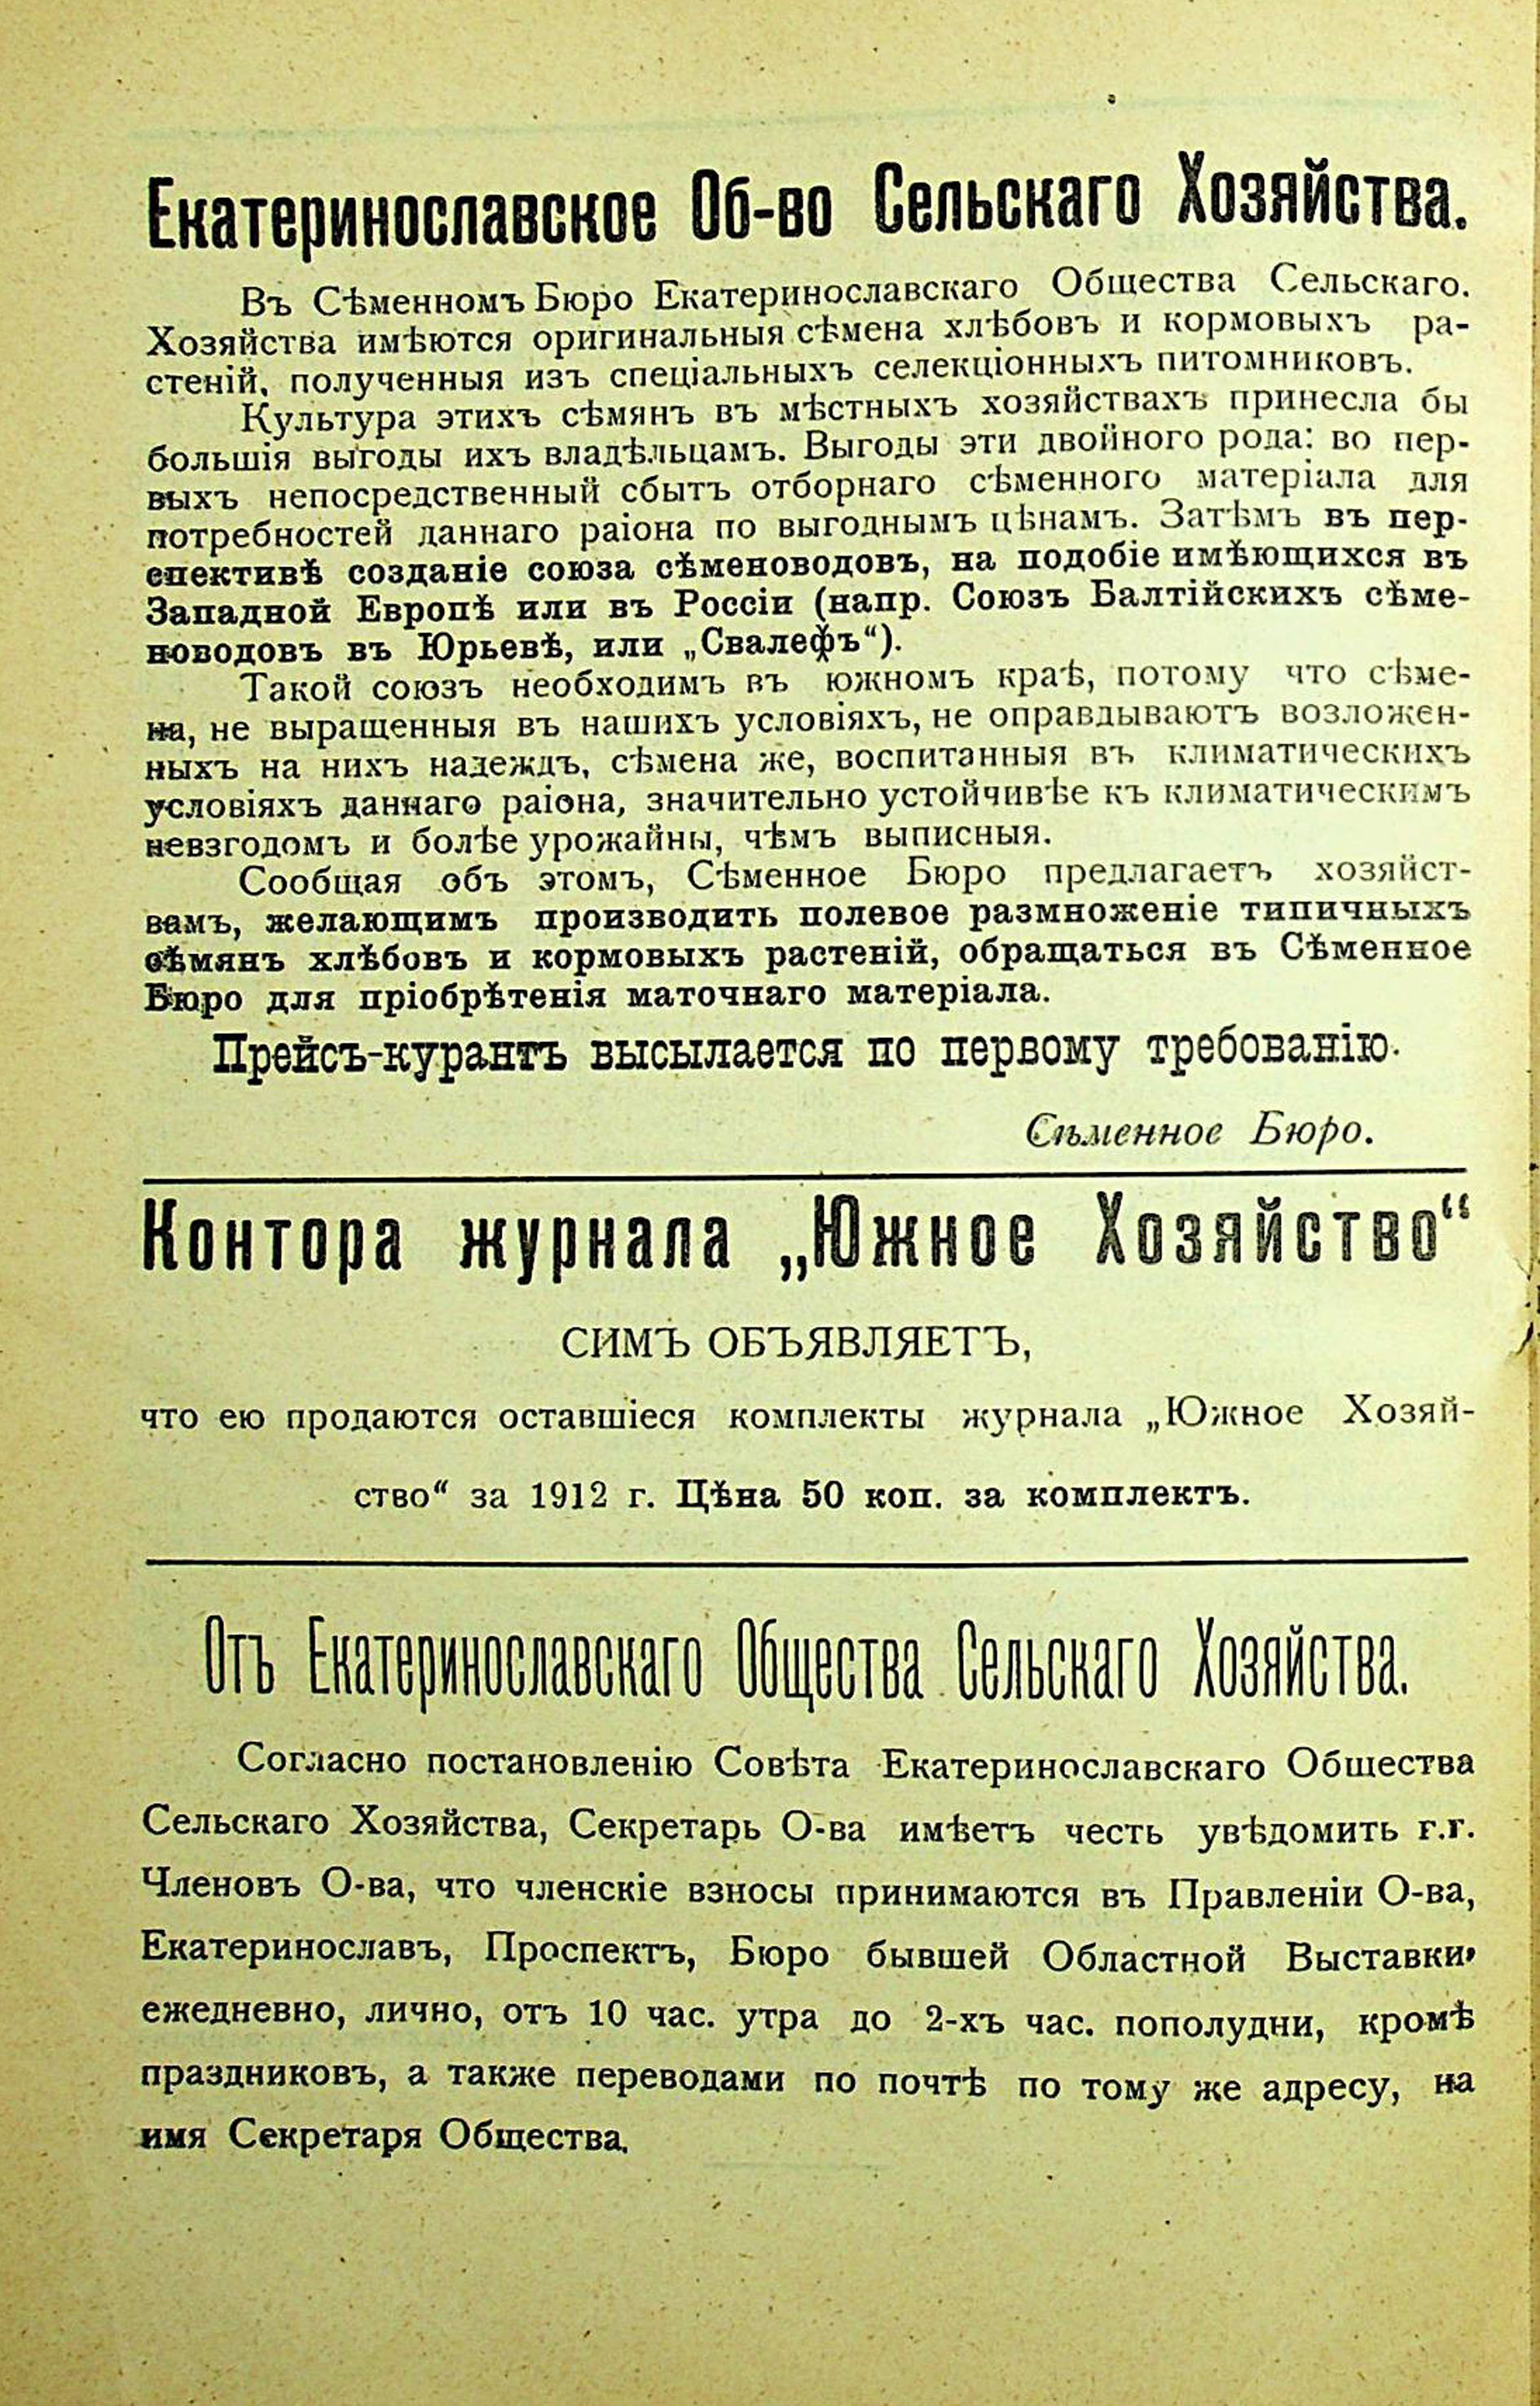 Екатеринославское Об-во Сельскаго Хозяйства.
Въ Сѣменномъ Бюро Екатеринославскаго Общества Сельскаго.
Хозяйства имѣются оригинальныя сѣмена хлѣбовъ и кормовыхъ ра-
стеній, полученныя изъ спеціальныхъ селекціонныхъ питомниковъ.
Культура этихъ сѣмянъ въ мѣстныхъ хозяйствахъ принесла бы
большія выгоды ихъ владѣльцамъ. Выгоды эти двойного рода: во пер-
выхъ непосредственный сбытъ отборнаго сѣменного матеріала для
потребностей даннаго раіона по выгоднымъ цѣнамъ. Затѣмъ въ пер-
спективѣ созданіе союза сѣменоводовъ, на подобіе имѣющихся въ
Западной Европѣ или въ Россіи (напр. Союзъ Балтійскихъ сѣме-
новодовъ въ Юрьевѣ, или „Свалефъ“).
Такой союзъ необходимъ въ южномъ краѣ, потому что сѣме-
на, не выращенныя въ нашихъ условіяхъ, не оправдываютъ возложен-
ныхъ на нихъ надеждъ, сѣмена же, воспитанныя въ климатическихъ
условіяхъ даннаго раіона, значительно устойчивѣе къ климатическимъ
невзгодомъ и болѣе урожайны, чѣмъ выписныя.
Сообщая объ этомъ, Сѣменное Бюро предлагаетъ хозяйст-
вамъ, желающимъ производить полевое размноженіе типичныхъ
сѣмянъ хлѣбовъ и кормовыхъ растеній, обращаться въ Сѣменное
Бюро для пріобрѣтенія маточнаго матеріала.
Прейсъ-курантъ высылается по первому требованію.
Сѣменное Бюро.
Контора журнала „Южное Хозяйство“
СИМЪ ОБЪЯВЛЯЕТЪ,
что ею продаются оставшіеся комплекты журнала „Южное Хозяй-
ство“ за 1912 г. Цѣна 50 коп. за комплектъ.
Отъ Екатеринославскаго Общества Сельскаго Хозяйства.
Согласно постановленію Совѣта Екатеринославскаго Общества
Сельскаго Хозяйства, Секретарь О-ва имѣетъ честь увѣдомить г.г.
Членовъ О-ва, что членскіе взносы принимаются въ Правленіи О-ва,
Екатеринославъ, Проспектъ, Бюро бывшей Областной Выставки,
ежедневно, лично, отъ 10 час. утра до 2-хъ час. пополудни, кромѣ
праздниковъ, а также переводами по почтѣ по тому же адресу, на
имя Секретаря Общества.